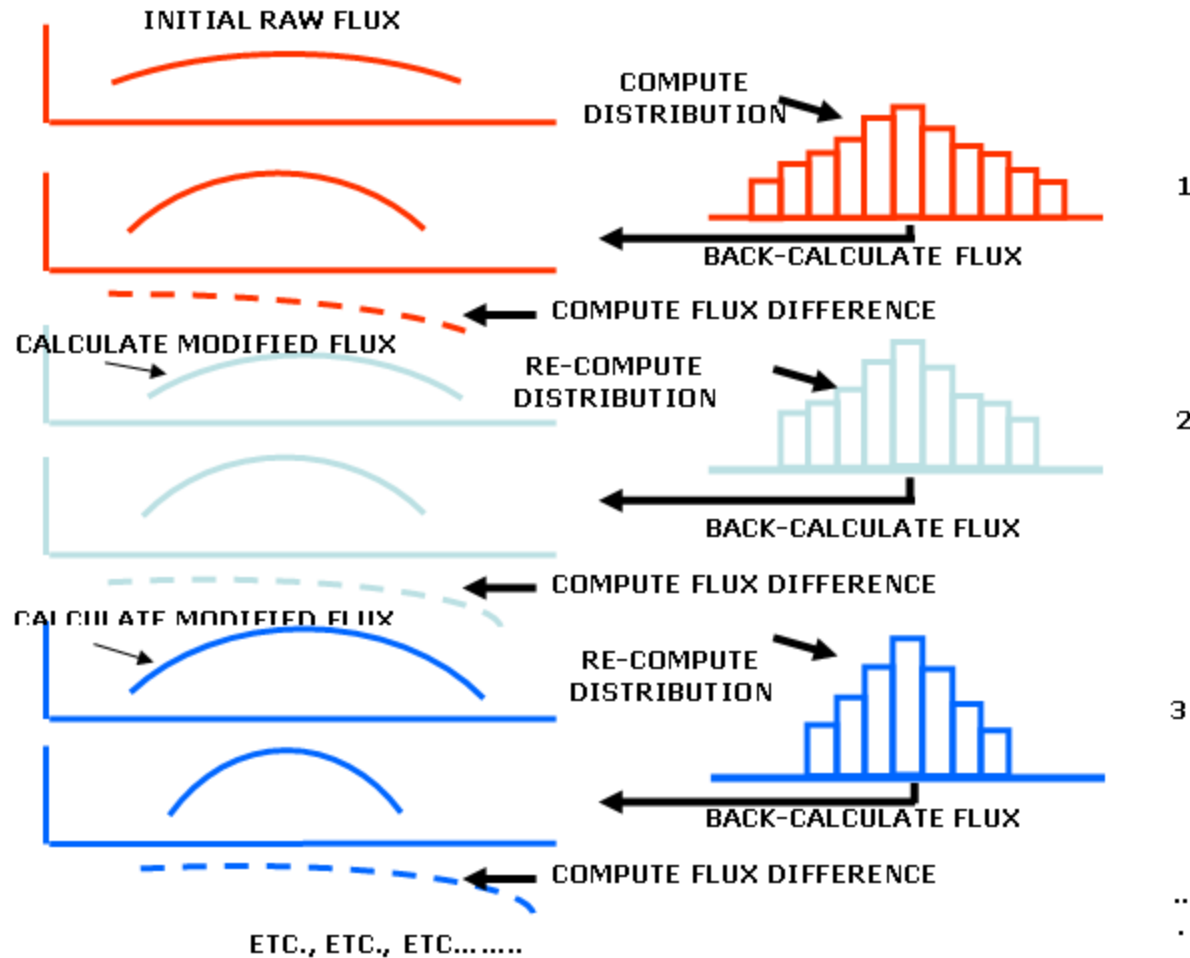 INITIAL RAW FLUX
COMPUTE
DISTRIBUTION
1
BACK-CALCULATE FLUX
COMPUTE FLUX DIFFERENCE
CALCULATE MODIFIED FLUX
RE-COMPUTE
DISTRIBUTION
2
BACK-CALCULATE FLUX
COMPUTE FLUX DIFFERENCE
CALCULATE MODIFIED FLUX
RE-COMPUTE
DISTRIBUTION
3
BACK-CALCULATE FLUX
COMPUTE FLUX DIFFERENCE
..
.
ETC., ETC., ETC........